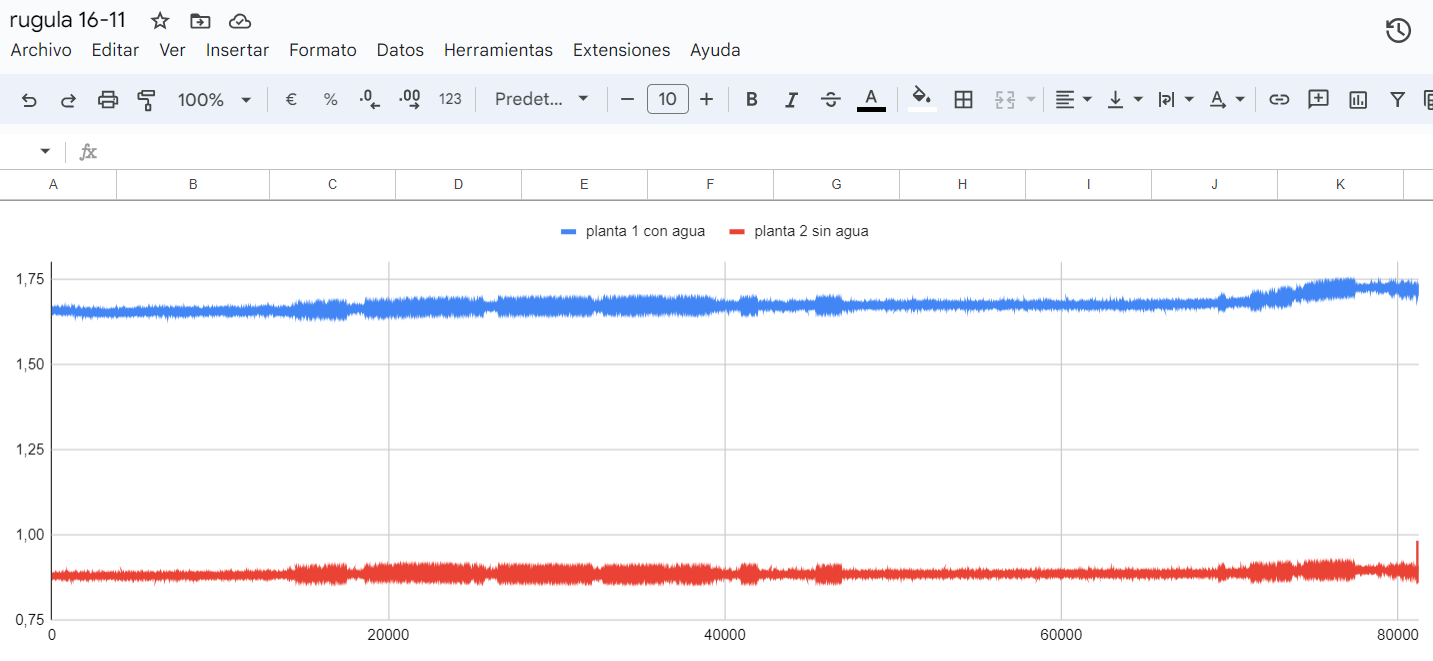 rugula 16-11
Archivo Editar Ver Insertar Formato Datos Herramientas Extensiones Ayuda
100% € % .0 .00 123 Predet... 10 B I S A A
fx
A B C D E F G H I J K
planta 1 con agua planta 2 sin agua
1,75
1,50
1,25
1,00
0,75
0 20000 40000 60000 80000